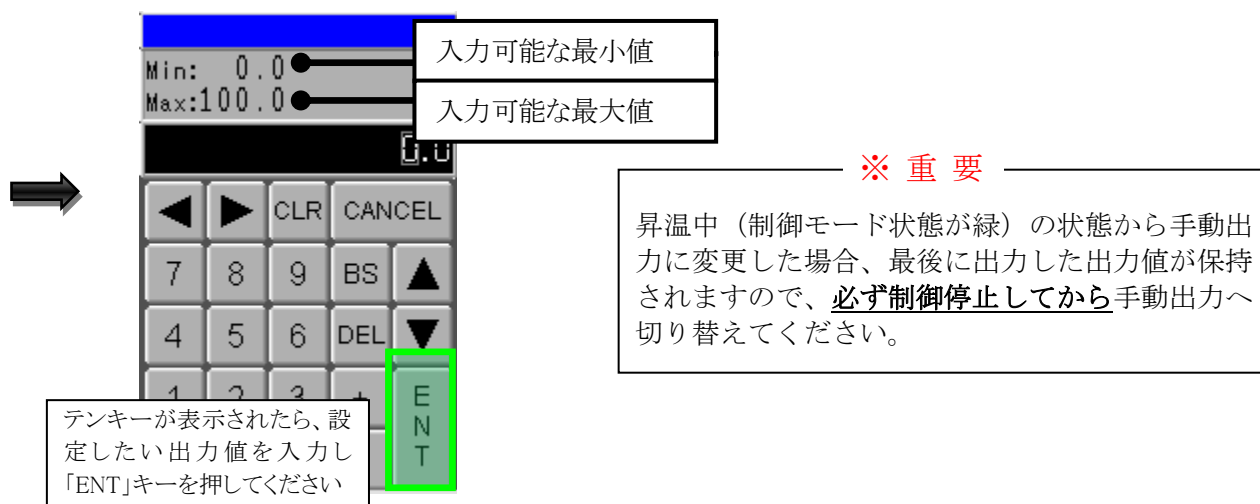 入力可能な最小値
Min: 0.0
Max:100.0
入力可能な最大値
0.0
※ 重 要
昇温中（制御モード状態が緑）の状態から手動出
力に変更した場合、最後に出力した出力値が保持
されますので、必ず制御停止してから手動出力へ
切り替えてください。
CLR CANCEL
7 8 9 BS
4 5 6 DEL
1 2 3
ENT
テンキーが表示されたら、設
定したい出力値を入力し
「ENT」キーを押してください